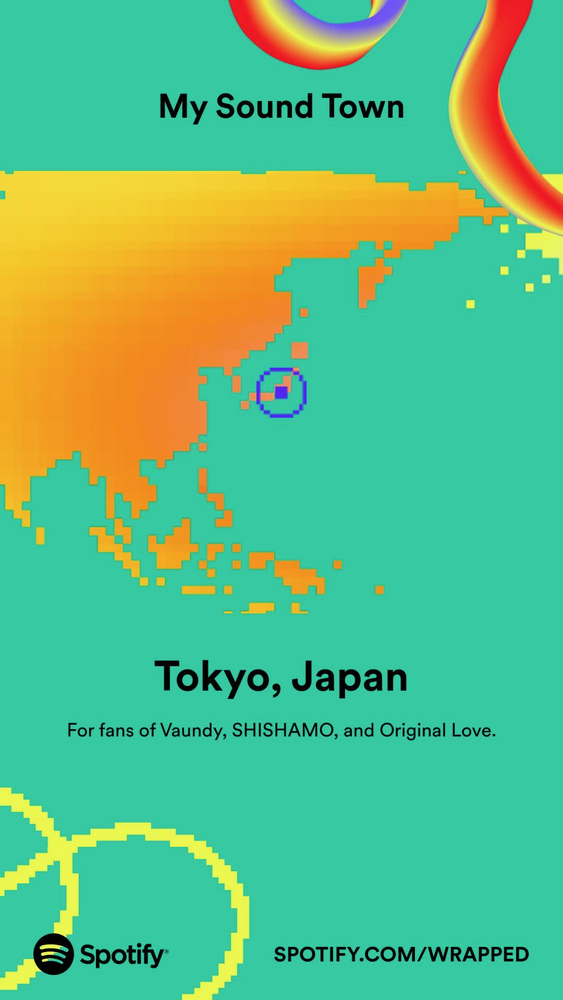 My Sound Town
Tokyo, Japan
For fans of Vaundy, SHISHAMO, and Original Love.
Spotify®
SPOTIFY.COM/WRAPPED